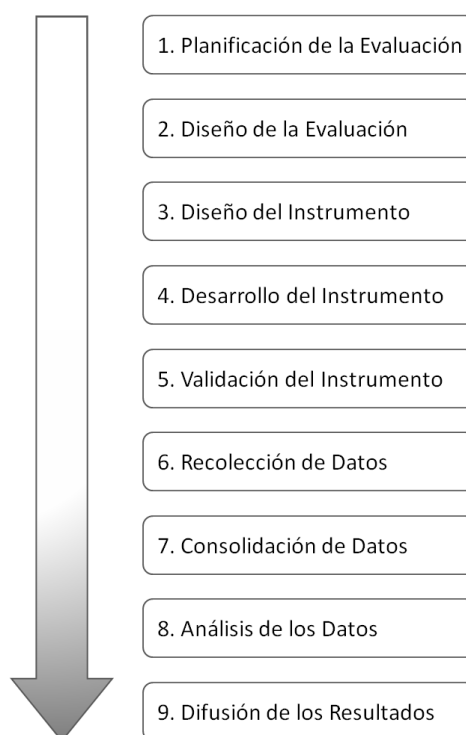 1. Planificación de la Evaluación
2. Diseño de la Evaluación
3. Diseño del Instrumento
4. Desarrollo del Instrumento
5. Validación del Instrumento
6. Recolección de Datos
7. Consolidación de Datos
8. Análisis de los Datos
9. Difusión de los Resultados